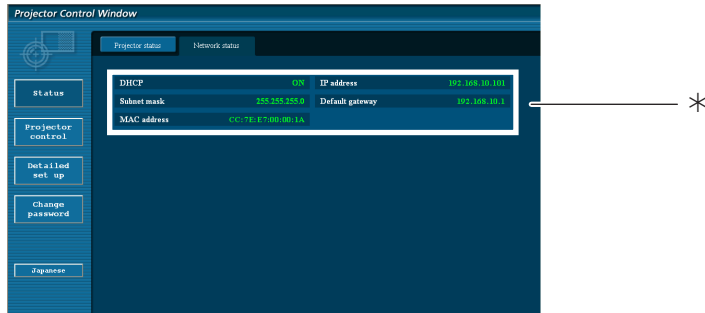 Projector Control Window
Projector status Network status
Status
Projector
control
Detailed
set up
Change
password
Japanese
DHCP ON IP address 192.168.10.101
Subnet mask 255.255.255.0 Default gateway 192.168.10.1
MAC address CC:7E:E7:00:00:1A
*